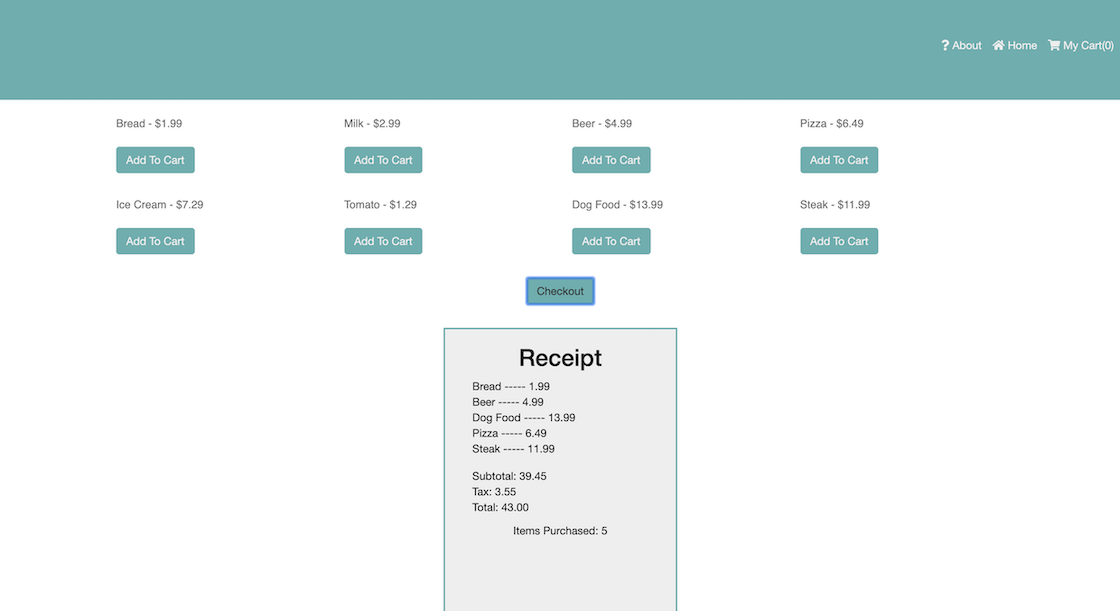 ? About Home My Cart(0)
Bread - $1.99 Milk - $2.99 Beer - $4.99 Pizza - $6.49
Add To Cart Add To Cart Add To Cart Add To Cart
Ice Cream - $7.29 Tomato - $1.29 Dog Food - $13.99 Steak - $11.99
Add To Cart Add To Cart Add To Cart Add To Cart
Checkout
Receipt
Bread ----- 1.99
Beer ----- 4.99
Dog Food ----- 13.99
Pizza ----- 6.49
Steak ----- 11.99
Subtotal: 39.45
Tax: 3.55
Total: 43.00
Items Purchased: 5